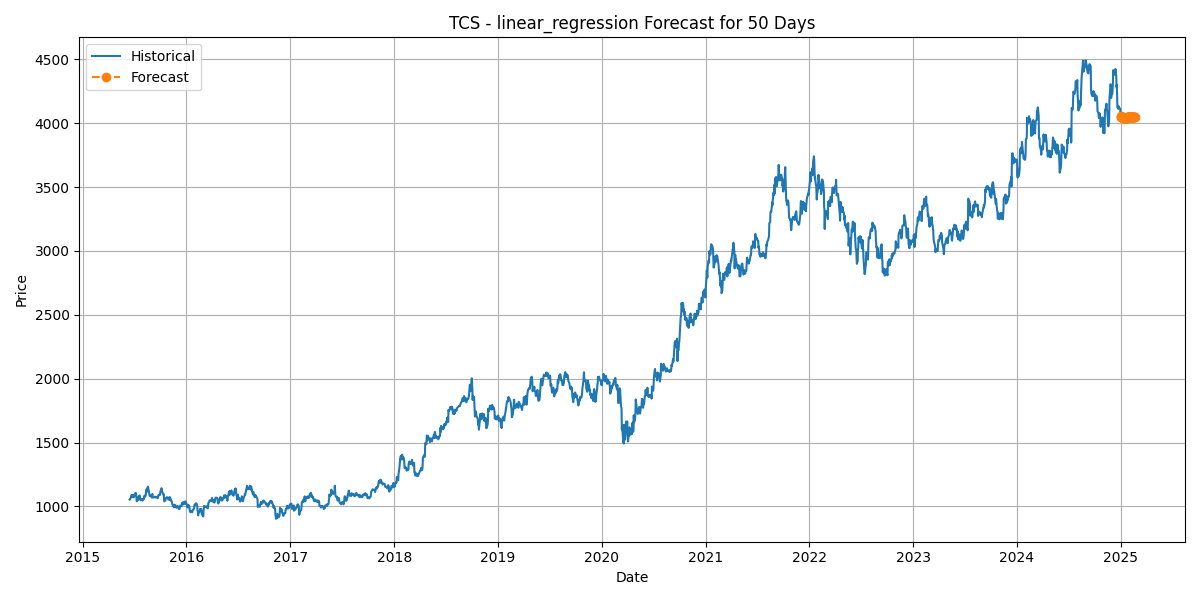 TCS - linear_regression Forecast for 50 Days
Historical
Forecast
Price
4500
4000
3500
3000
2500
2000
1500
1000
2015 2016 2017 2018 2019 2020 2021 2022 2023 2024 2025
Date